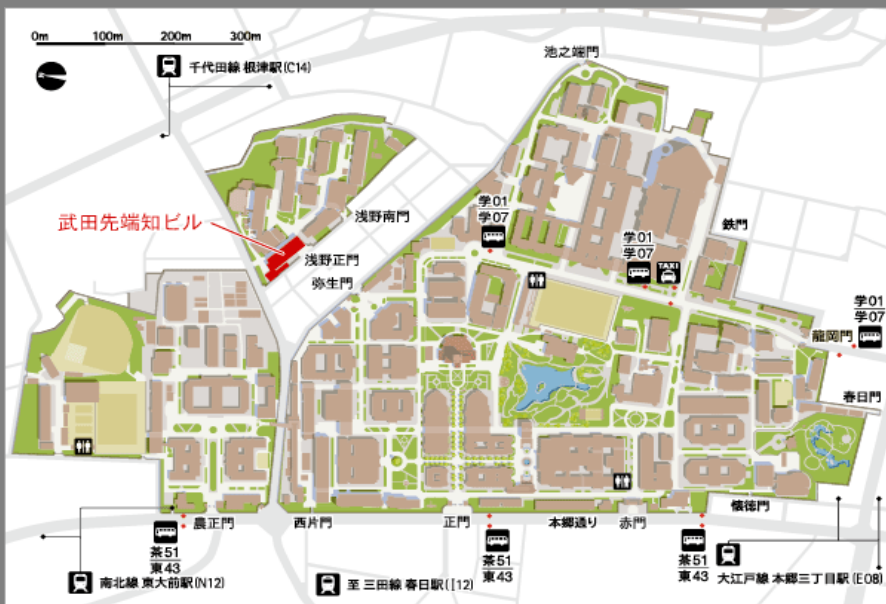 0m 100m 200m 300m
千代田線 根津駅(C14)
池之端門
武田先端知ビル
浅野南門
浅野正門
弥生門
学01
学07
学01
学07
TAXI
鉄門
学01
学07
龍岡門
春日門
農正門
西片門
正門
本郷通り
赤門
懐徳門
茶51
東43
茶51
東43
茶51
東43
南北線 東大前駅(N12)
至 三田線 春日駅(I12)
大江戸線 本郷三丁目駅(E08)